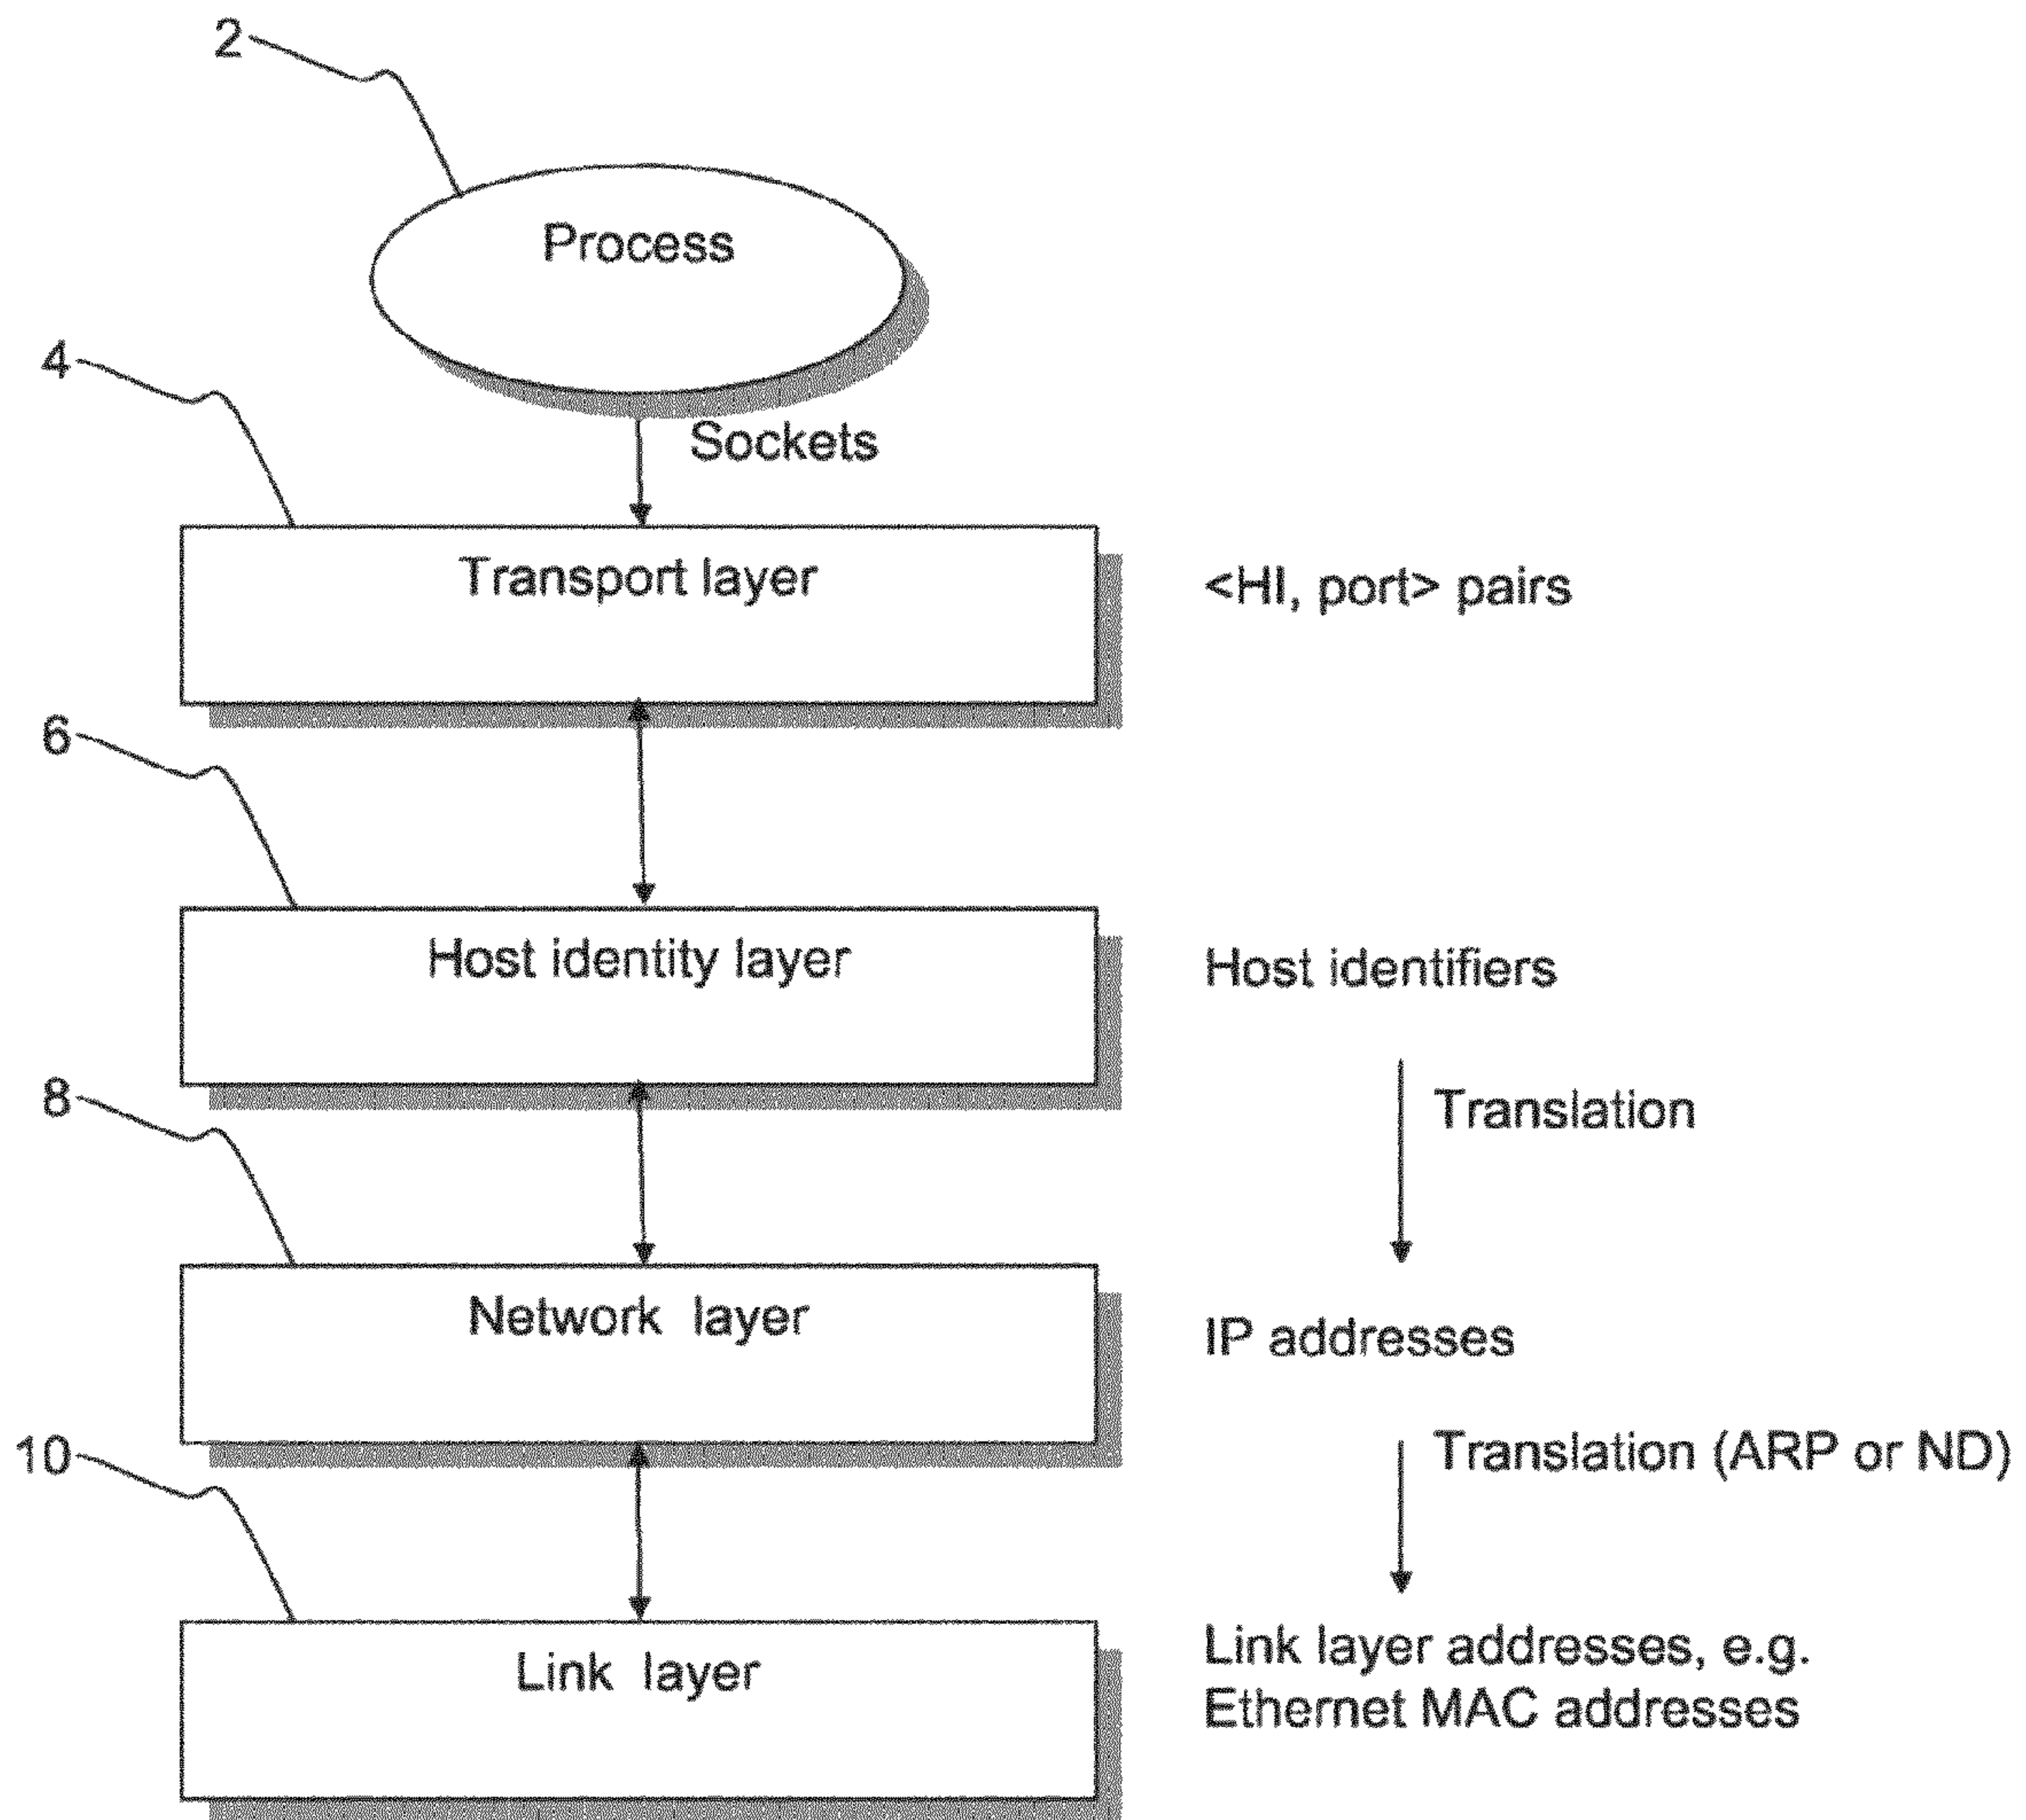 2
Process
4
Sockets
Transport layer
<HI, port> pairs
6
Host identity layer
Host identifiers
8
Translation
Network layer
IP addresses
10
Translation (ARP or ND)
Link layer
Link layer addresses, e.g.
Ethernet MAC addresses